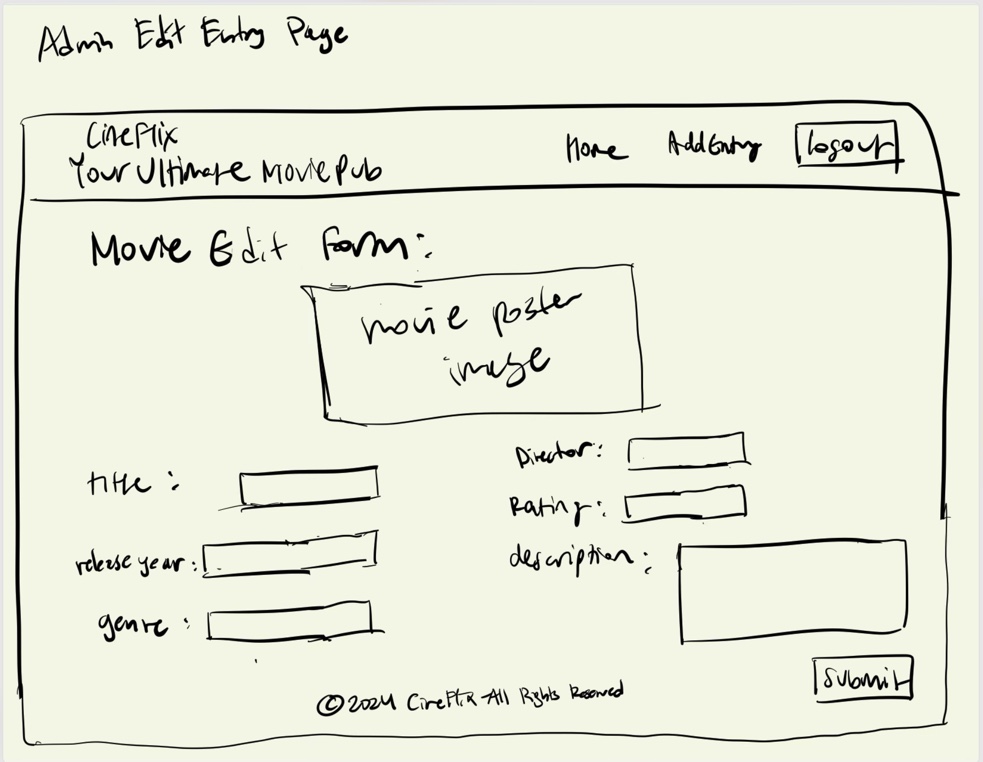 Admin Edit Entry Page
CineFlix
Your Ultimate MoviePub
Home AddEntry Logout
Movie Edit Form:
movie poster
image
title :
release year:
genre :
Director:
Rating:
description:
submit
©2024 CineFlix All Rights Reserved